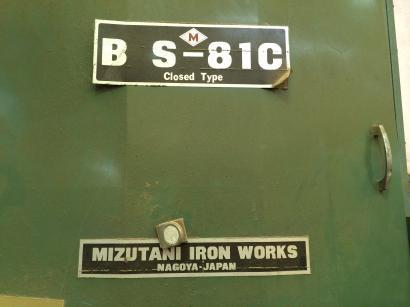 M
B S-81C
Closed Type
MIZUTANI IRON WORKS
NAGOYA-JAPAN